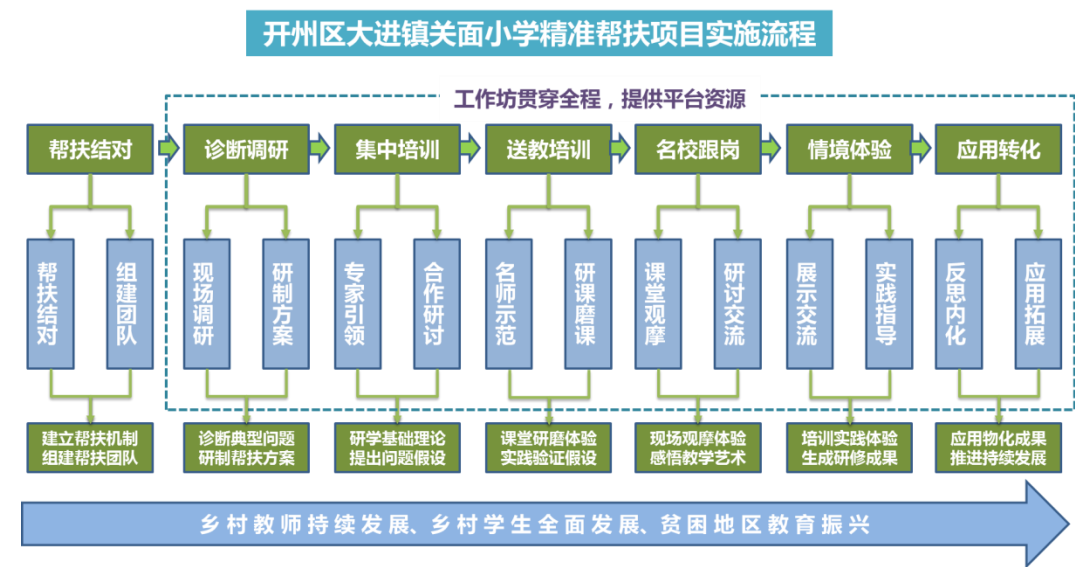 开州区大进镇关面小学精准帮扶项目实施流程
工作坊贯穿全程，提供平台资源
帮扶结对
诊断调研
集中培训
送教培训
名校跟岗
情境体验
应用转化
帮扶结对
组建团队
现场调研
研制方案
专家引领
合作研讨
名师示范
研课磨课
课堂观摩
研讨交流
展示交流
实践指导
反思内化
应用拓展
建立帮扶机制
组建帮扶团队
诊断典型问题
研制帮扶方案
研学基础理论
提出问题假设
课堂研磨体验
实践验证假设
现场观摩体验
感悟教学艺术
培训实践体验
生成研修成果
应用物化成果
推进持续发展
乡村教师持续发展、乡村学生全面发展、贫困地区教育振兴